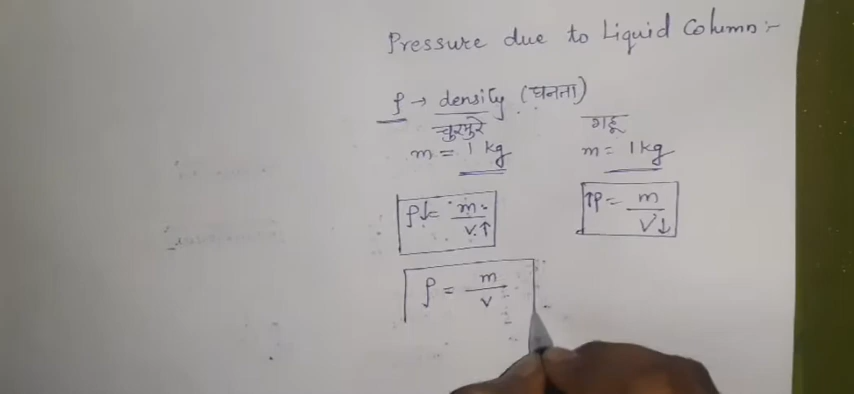 Pressure due to Liquid Column :-
ρ → density (घनता)
चुरमुरे
गहू
m = 1 kg
m = 1 kg
ρ↓ = m / V↑
↑ρ = m / V↓
ρ = m / v